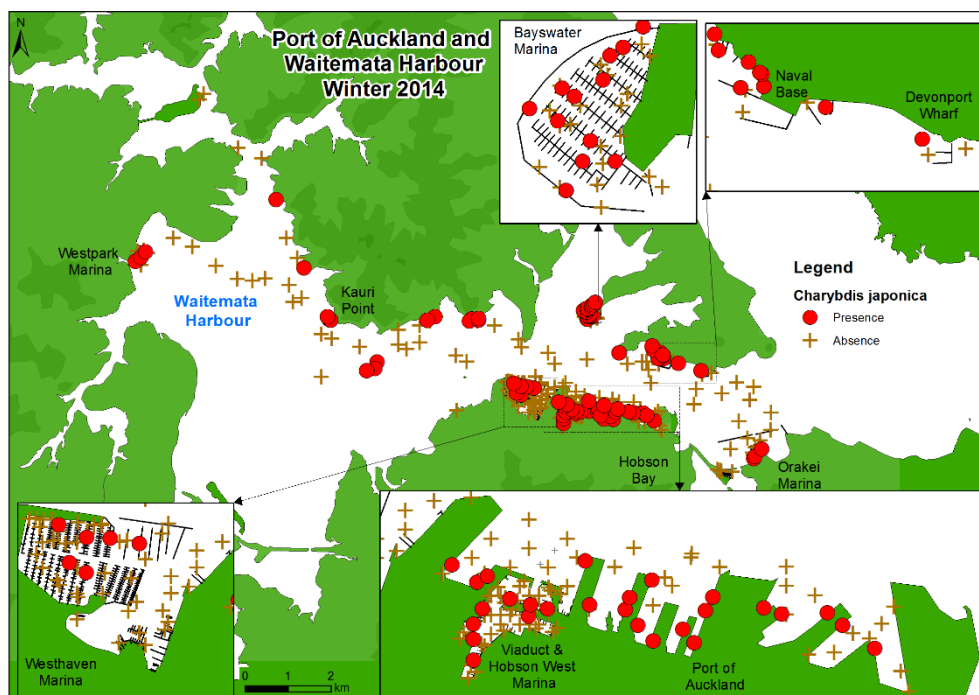 N
Port of Auckland and
Waitemata Harbour
Winter 2014
Bayswater
Marina
Naval
Base
Devonport
Wharf
Westpark
Marina
Waitemata
Harbour
Kauri
Point
Legend
Charybdis japonica
Presence
Absence
Hobson
Bay
Orakei
Marina
Westhaven
Marina
0 1 2
km
Viaduct &
Hobson West
Marina
Port of
Auckland